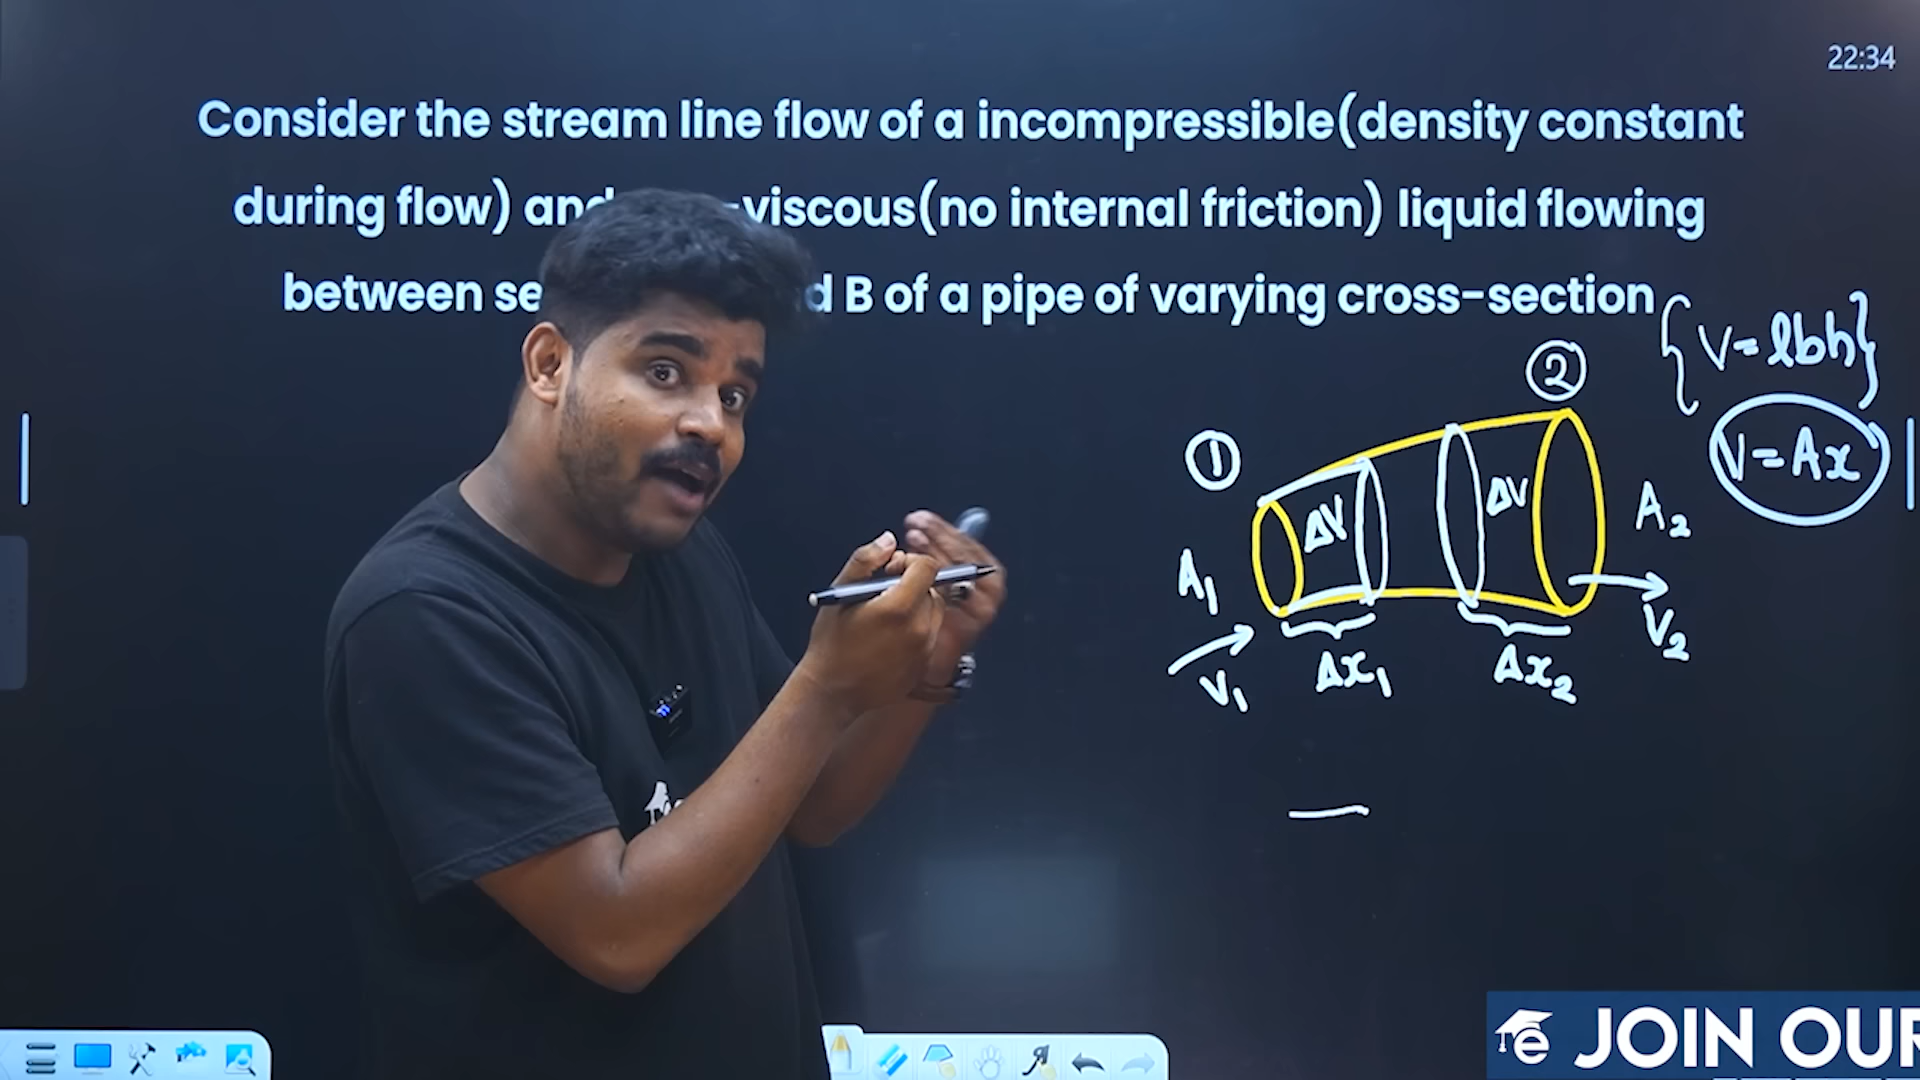 22:34
Consider the stream line flow of a incompressible(density constant
during flow) and -viscous(no internal friction) liquid flowing
between B of a pipe of varying cross-section
{V=lbh}
②
V=Ax
①
ΔV
ΔV
A₂
A₁
V₂
V₁
Δx₁
Δx₂
JOIN OUR